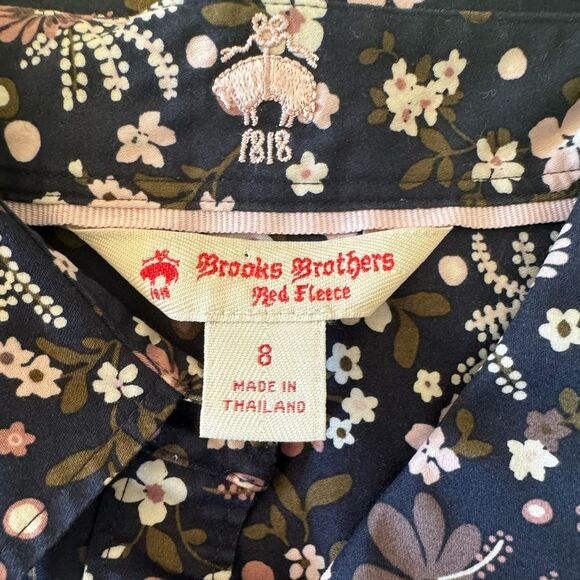 1818
Brooks Brothers
Red Fleece
8
MADE IN
THAILAND